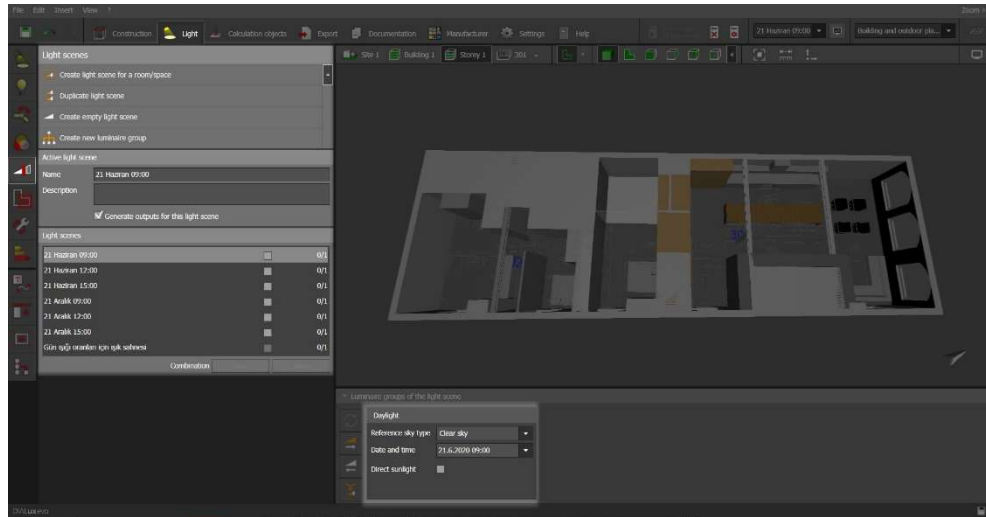 File Edit Insert View ?
Zoom
Construction Light Calculation objects Export Documentation Manufacturer Settings Help
21 Haziran 09:00
Building and outdoor pla...
Light scenes
Site 1 Building 1 Storey 1
Create light scene for a room/space
Duplicate light scene
Create empty light scene
Create new luminaire group
Active light scene
Name 21 Haziran 09:00
Description
Generate outputs for this light scene
Light scenes
21 Haziran 09:00 0/1
21 Haziran 12:00 0/1
21 Haziran 15:00 0/1
21 Aralık 09:00 0/1
21 Aralık 12:00 0/1
21 Aralık 15:00 0/1
Gün ışığı oranları için ışık sahnesi 0/1
Combination
Luminaire groups of the light scene
Daylight
Reference sky type Clear sky
Date and time 21.6.2020 09:00
Direct sunlight
DIALux evo